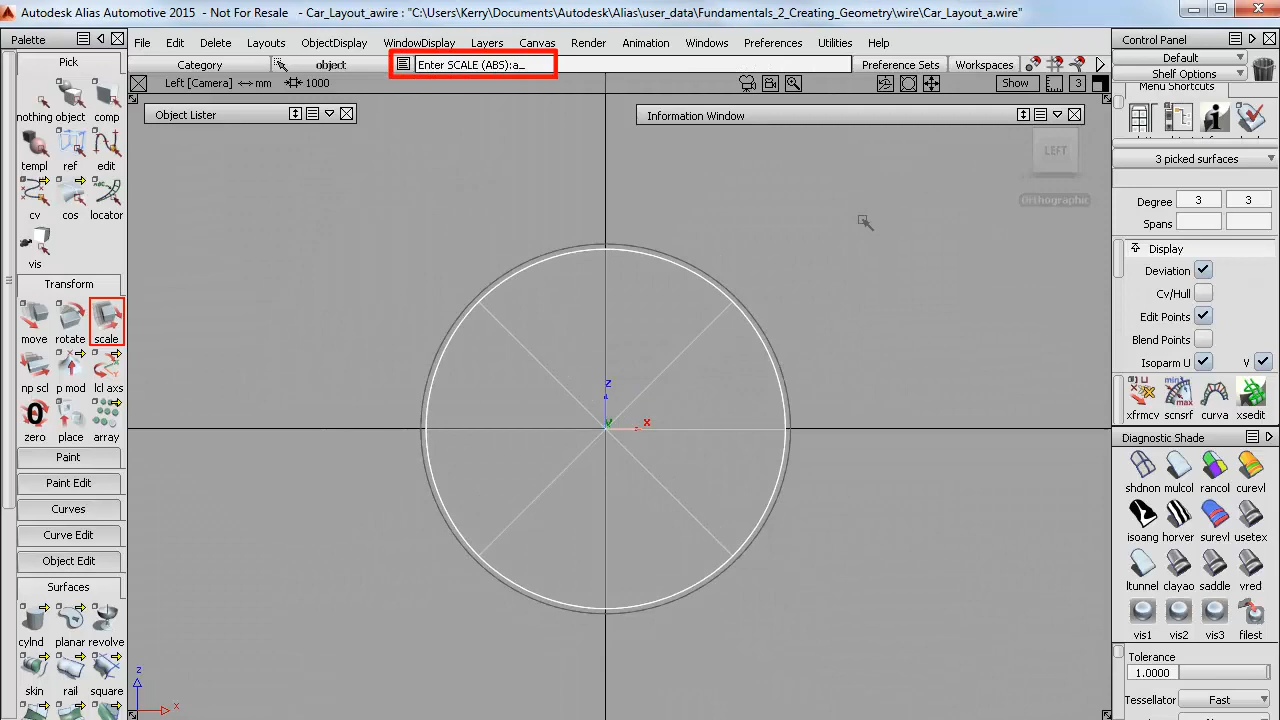 Autodesk Alias Automotive 2015 - Not For Resale - Car_Layout_awire : "C:\Users\Kerry\Documents\Autodesk\Alias\user_data\Fundamentals_2_Creating_Geometry\wire\Car_Layout_a.wire"
Palette
File Edit Delete Layouts ObjectDisplay WindowDisplay Layers Canvas Render Animation Windows Preferences Utilities Help
Control Panel
Category object Enter SCALE (ABS):a_ Preference Sets Workspaces
Default
Shelf Options
Menu Shortcuts
Left [Camera] mm 1000 Show 3
Object Lister
Information Window
LEFT
Orthographic
Pick
nothing object comp
templ ref edit
cv cos locator
vis
Transform
move rotate scale
np scl p mod lcl axs
zero place array
0
Paint
Paint Edit
Curves
Curve Edit
Object Edit
Surfaces
cylnd planar revolve
skin rail square
Z
Y
X
z
x
3 picked surfaces
Degree 3 3
Spans
Display
Deviation
Cv/Hull
Edit Points
Blend Points
Isoparm U V
min
max
xfrmcv scnsrf curva xsedit
Diagnostic Shade
shdnon mulcol rancol curevl
isoang horver surevl usetex
ltunnel clayao saddle vred
vis1 vis2 vis3 filest
Tolerance
1.0000
Tessellator Fast